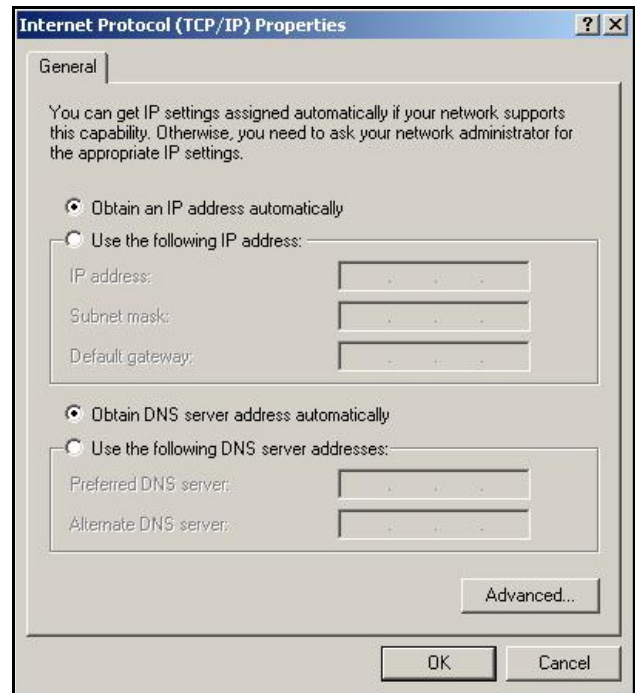 Internet Protocol (TCP/IP) Properties
General
You can get IP settings assigned automatically if your network supports
this capability. Otherwise, you need to ask your network administrator for
the appropriate IP settings.
Obtain an IP address automatically
Use the following IP address:
IP address:
Subnet mask:
Default gateway:
Obtain DNS server address automatically
Use the following DNS server addresses:
Preferred DNS server:
Alternate DNS server:
Advanced...
OK
Cancel